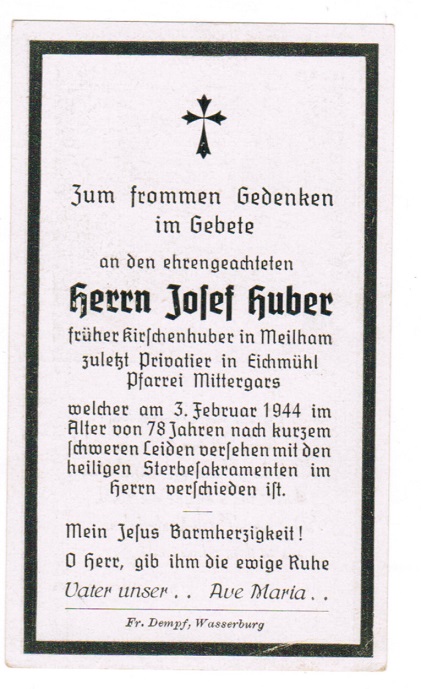 Zum frommen Gedenken
im Gebete
an den ehrengeachteten
Herrn Josef Huber
früher Kirschenhuber in Meilham
zuletzt Privatier in Eichmühl
Pfarrei Mittergars
welcher am 3. Februar 1944 im
Alter von 78 Jahren nach kurzem
schweren Leiden versehen mit den
heiligen Sterbesakramenten im
Herrn verschieden ist.
Mein Jesus Barmherzigkeit!
O Herr, gib ihm die ewige Ruhe
Vater unser . . Ave Maria . .
Fr. Dempf, Wasserburg